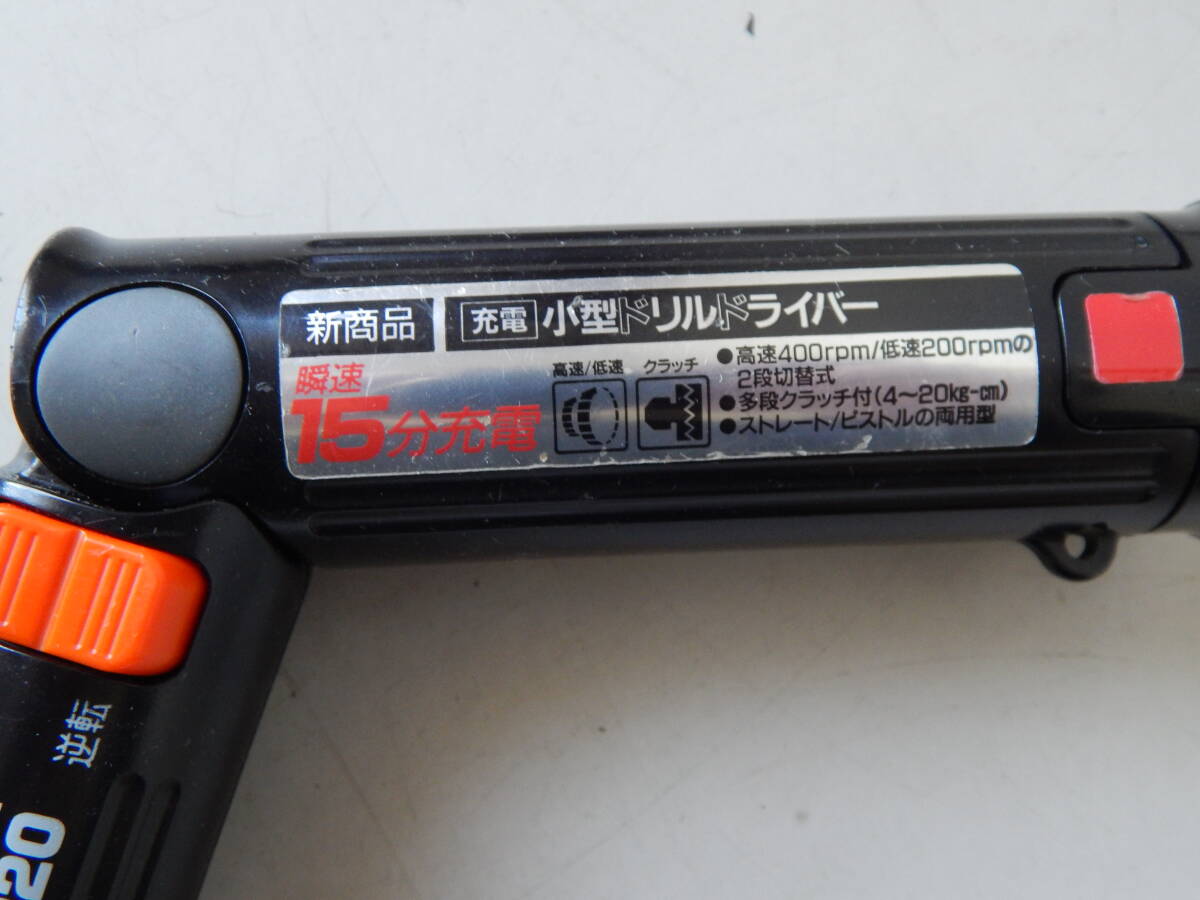 新商品 充電 小型ドリルドライバー
瞬速
15分充電
高速/低速 クラッチ
●高速400rpm/低速200rpmの
2段切替式
●多段クラッチ付(4～20kg-cm)
●ストレート/ピストルの両用型
逆転
20